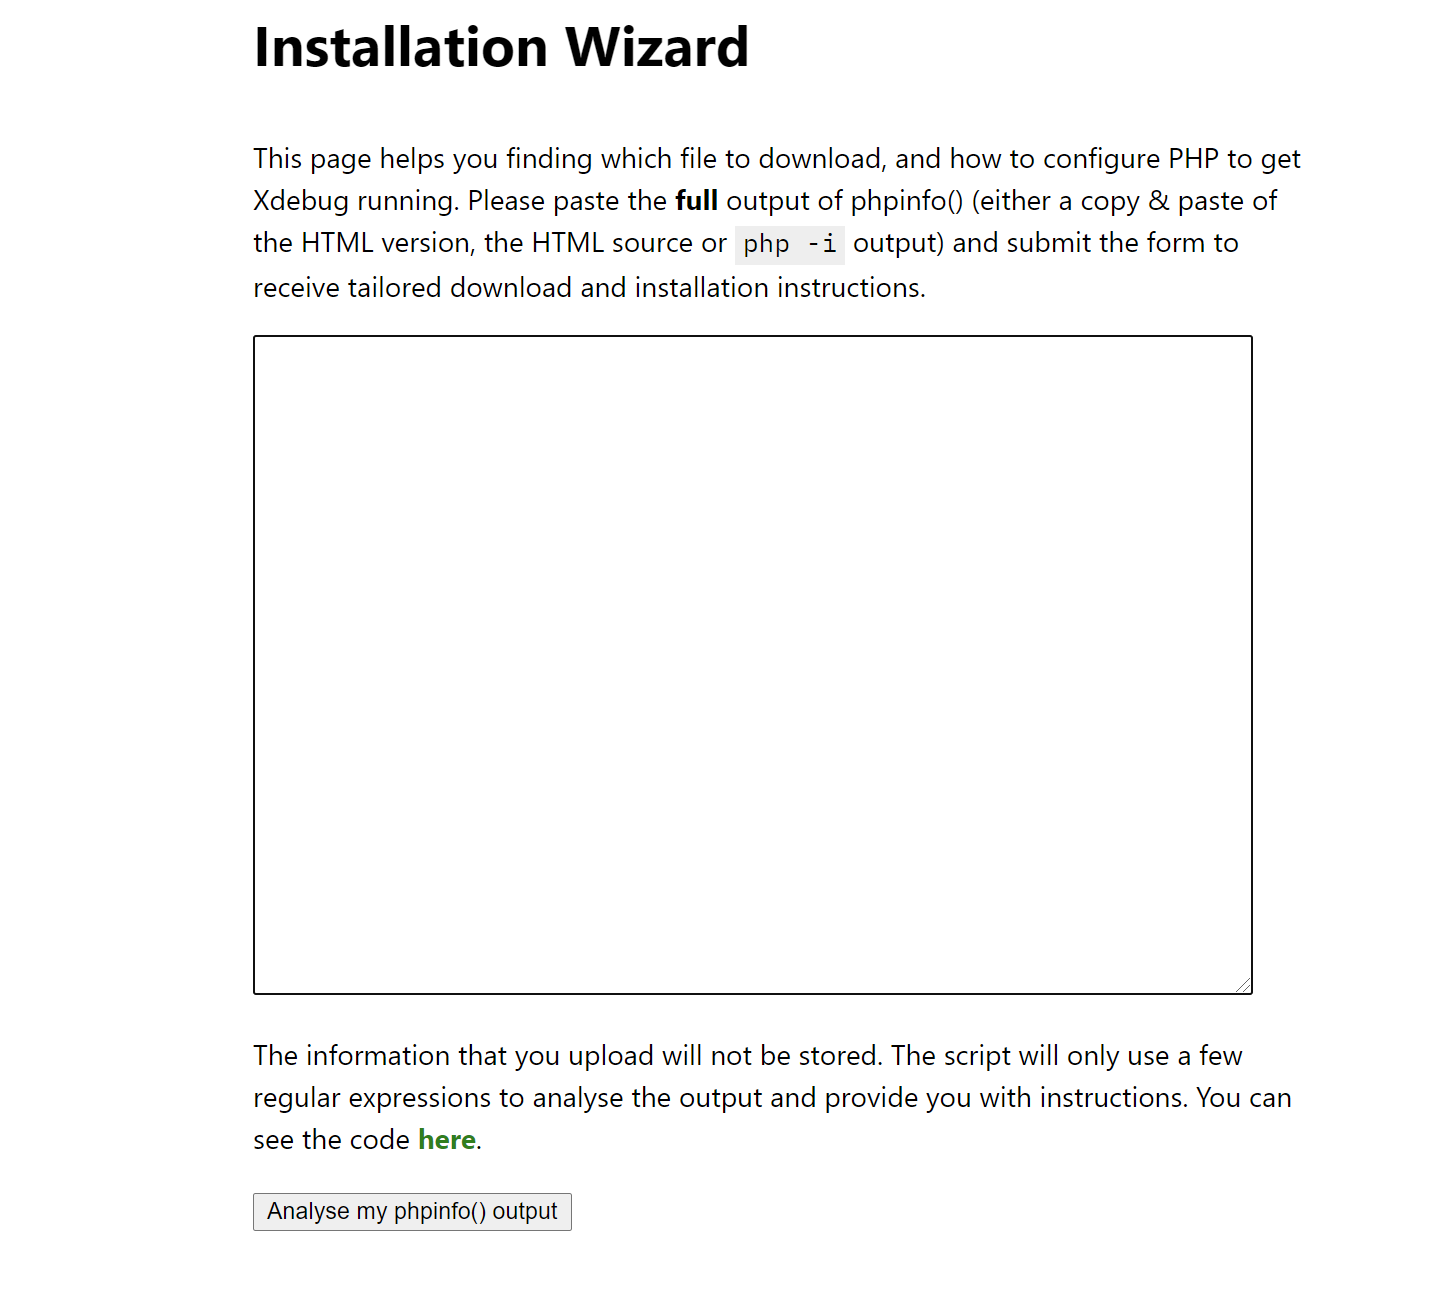 Installation Wizard
This page helps you finding which file to download, and how to configure PHP to get
Xdebug running. Please paste the full output of phpinfo() (either a copy & paste of
the HTML version, the HTML source or php -i output) and submit the form to
receive tailored download and installation instructions.
The information that you upload will not be stored. The script will only use a few
regular expressions to analyse the output and provide you with instructions. You can
see the code here.
Analyse my phpinfo() output